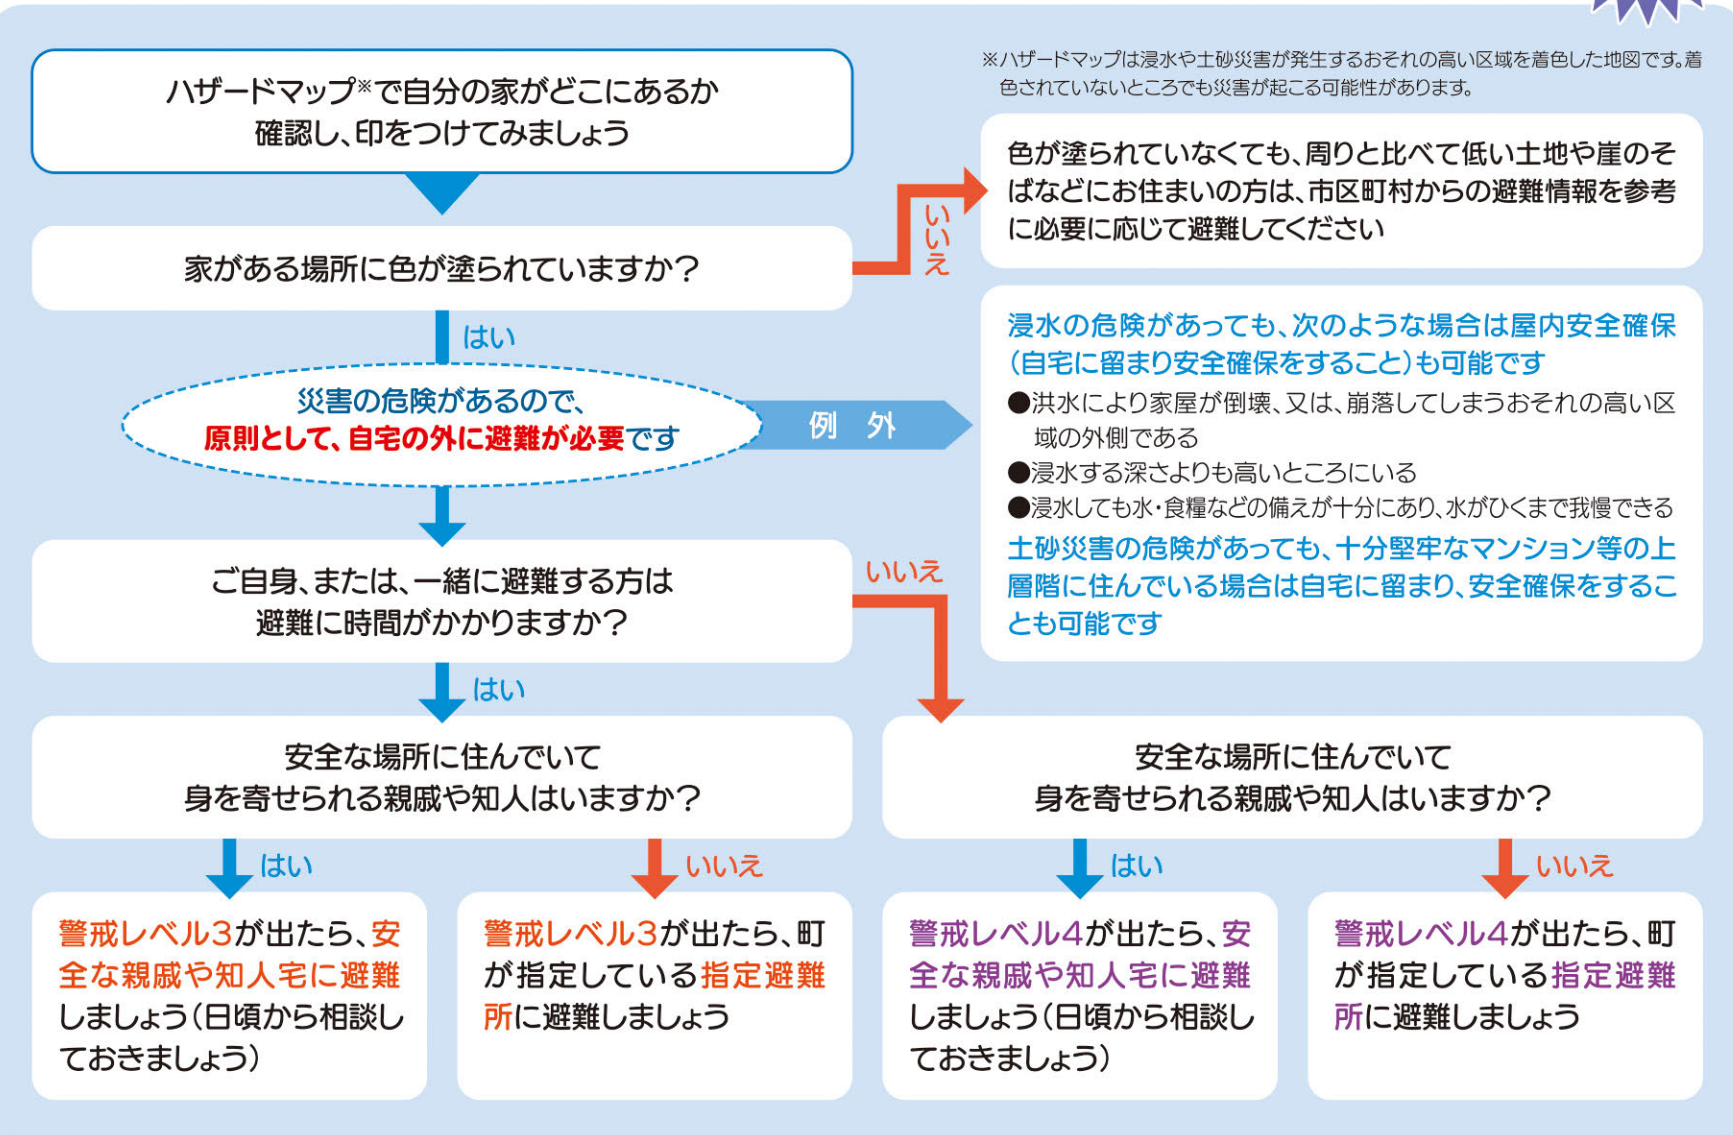 ハザードマップ※で自分の家がどこにあるか
確認し、印をつけてみましょう
※ハザードマップは浸水や土砂災害が発生するおそれの高い区域を着色した地図です。着
色されていないところでも災害が起こる可能性があります。
家がある場所に色が塗られていますか?
いいえ
色が塗られていなくても、周りと比べて低い土地や崖のそ
ばなどにお住まいの方は、市区町村からの避難情報を参考
に必要に応じて避難してください
はい
災害の危険があるので、
原則として、自宅の外に避難が必要です
例 外
浸水の危険があっても、次のような場合は屋内安全確保
(自宅に留まり安全確保をすること)も可能です
●洪水により家屋が倒壊、又は、崩落してしまうおそれの高い区
域の外側である
●浸水する深さよりも高いところにいる
●浸水しても水・食糧などの備えが十分にあり、水がひくまで我慢できる
土砂災害の危険があっても、十分堅牢なマンション等の上
層階に住んでいる場合は自宅に留まり、安全確保をするこ
とも可能です
ご自身、または、一緒に避難する方は
避難に時間がかかりますか?
いいえ
はい
安全な場所に住んでいて
身を寄せられる親戚や知人はいますか?
安全な場所に住んでいて
身を寄せられる親戚や知人はいますか?
はい
いいえ
はい
いいえ
警戒レベル3が出たら、安
全な親戚や知人宅に避難
しましょう(日頃から相談し
ておきましょう)
警戒レベル3が出たら、町
が指定している指定避難
所に避難しましょう
警戒レベル4が出たら、安
全な親戚や知人宅に避難
しましょう(日頃から相談し
ておきましょう)
警戒レベル4が出たら、町
が指定している指定避難
所に避難しましょう